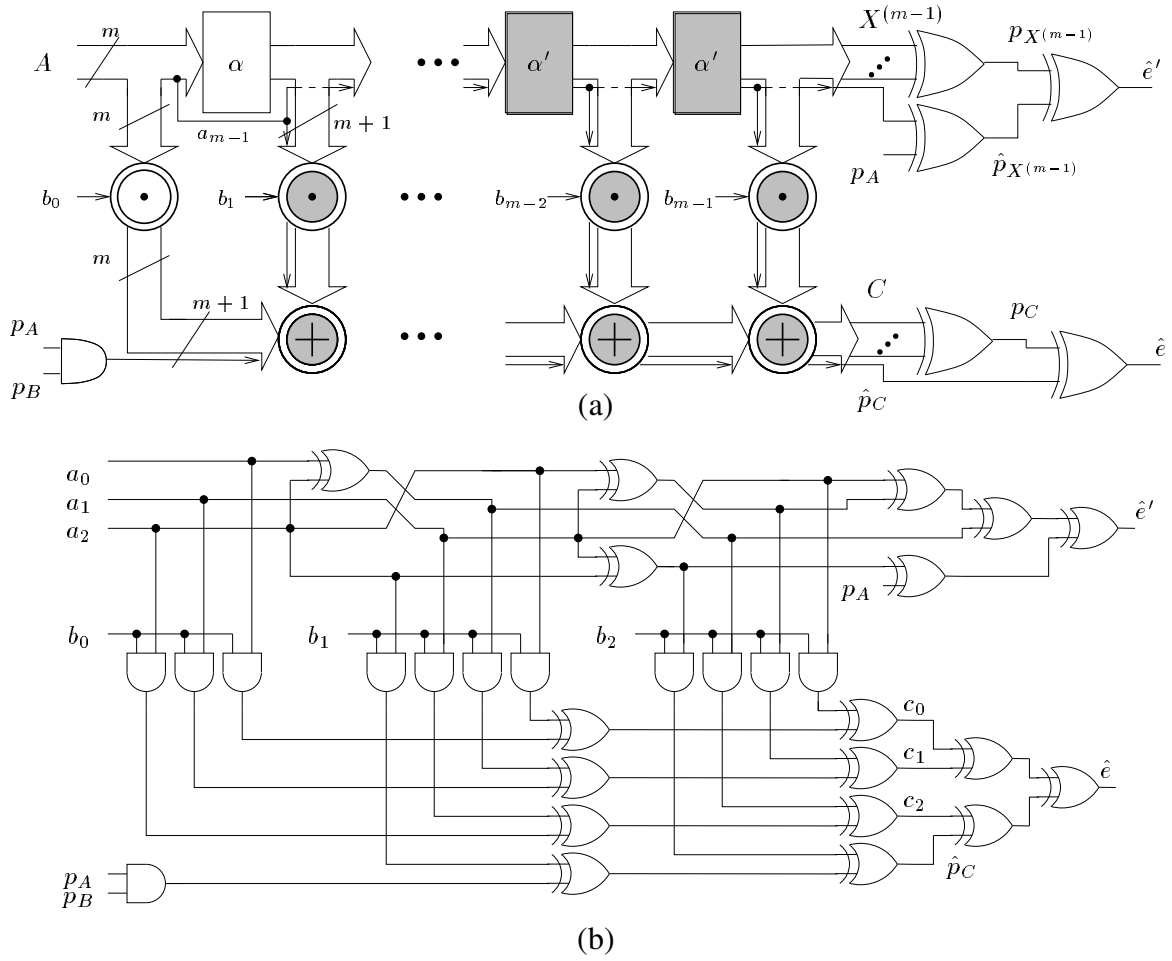 A
m
α
• • •
α′
α′
X^(m−1)
p_X^(m−1)
ê′
m
a_{m−1}
m + 1
p_A
p̂_X^(m−1)
b_0
b_1
• • •
b_{m−2}
b_{m−1}
m
m + 1
p_A
p_B
• • •
C
p_C
p̂_C
ê
(a)
a_0
a_1
a_2
ê′
p_A
b_0
b_1
b_2
c_0
c_1
c_2
ê
p̂_C
p_A
p_B
(b)